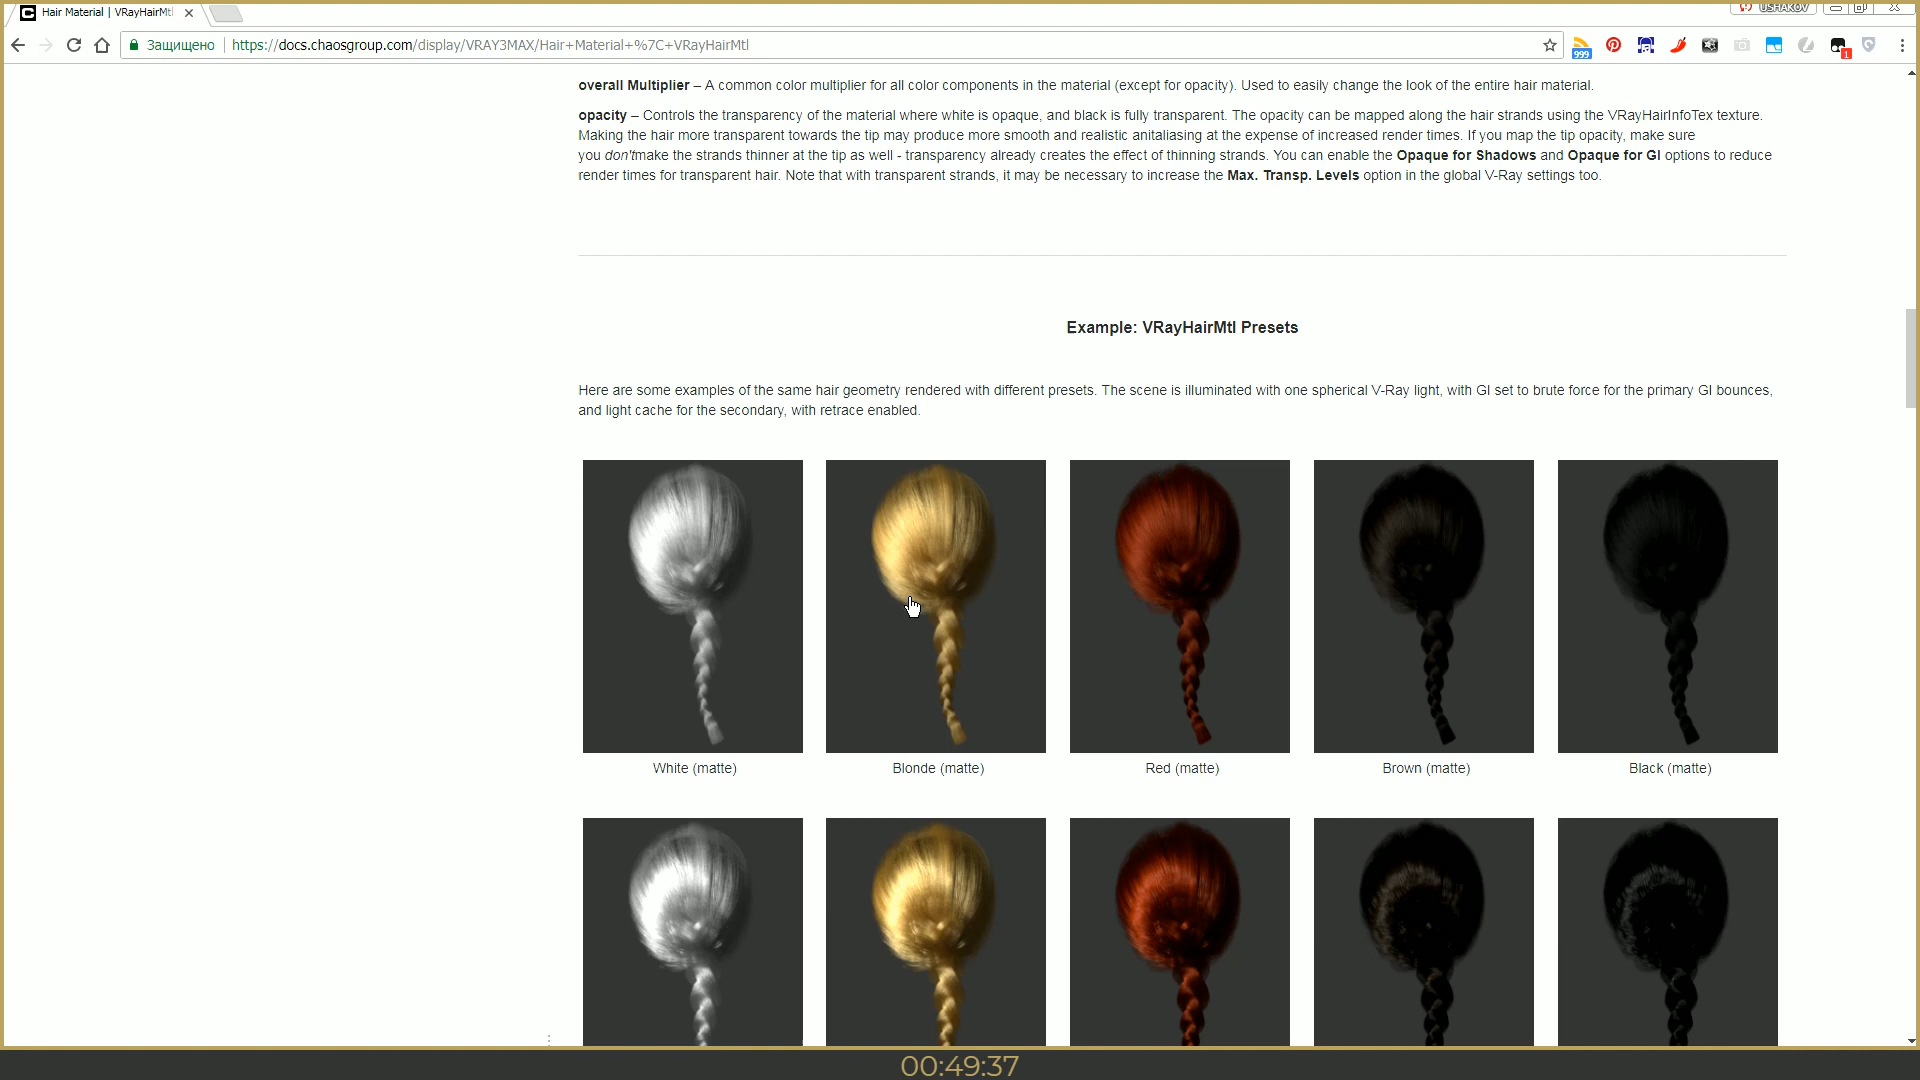 Hair Material | VRayHairMtl
USHAKOV
Защищено
https://docs.chaosgroup.com/display/VRAY3MAX/Hair+Material+%7C+VRayHairMtl
999
1
overall Multiplier – A common color multiplier for all color components in the material (except for opacity). Used to easily change the look of the entire hair material.
opacity – Controls the transparency of the material where white is opaque, and black is fully transparent. The opacity can be mapped along the hair strands using the VRayHairInfoTex texture.
Making the hair more transparent towards the tip may produce more smooth and realistic anitaliasing at the expense of increased render times. If you map the tip opacity, make sure
you don'tmake the strands thinner at the tip as well - transparency already creates the effect of thinning strands. You can enable the Opaque for Shadows and Opaque for GI options to reduce
render times for transparent hair. Note that with transparent strands, it may be necessary to increase the Max. Transp. Levels option in the global V-Ray settings too.
Example: VRayHairMtl Presets
Here are some examples of the same hair geometry rendered with different presets. The scene is illuminated with one spherical V-Ray light, with GI set to brute force for the primary GI bounces,
and light cache for the secondary, with retrace enabled.
White (matte)
Blonde (matte)
Red (matte)
Brown (matte)
Black (matte)
00:49:37